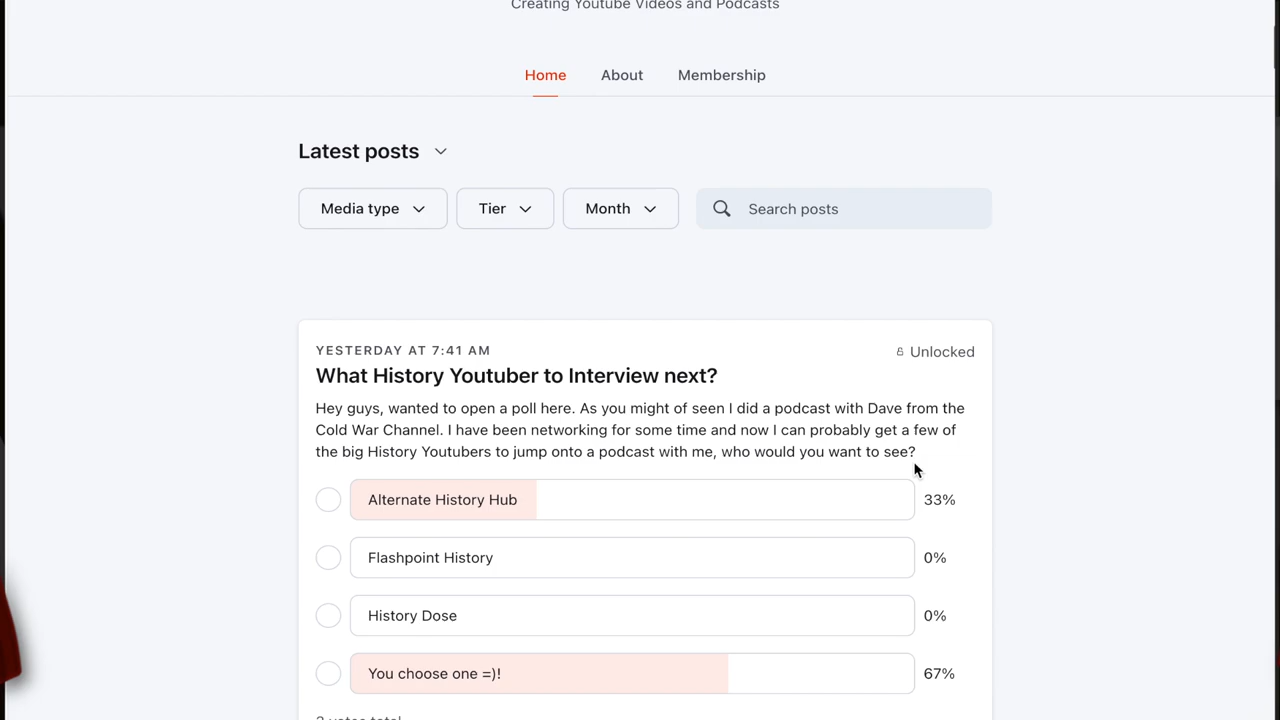 Creating Youtube Videos and Podcasts
Home About Membership
Latest posts
Media type Tier Month Search posts
YESTERDAY AT 7:41 AM Unlocked
What History Youtuber to Interview next?
Hey guys, wanted to open a poll here. As you might of seen I did a podcast with Dave from the
Cold War Channel. I have been networking for some time and now I can probably get a few of
the big History Youtubers to jump onto a podcast with me, who would you want to see?
Alternate History Hub 33%
Flashpoint History 0%
History Dose 0%
You choose one =)! 67%
votes total